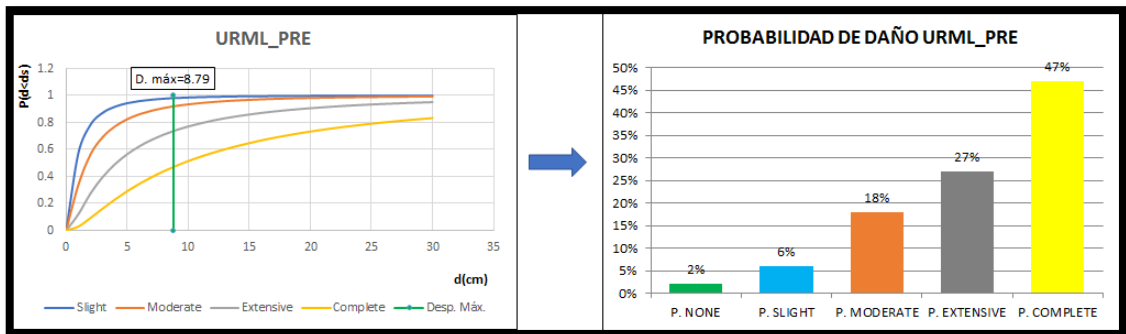 URML_PRE
D. máx=8.79
P(d<ds)
1.2
1
0.8
0.6
0.4
0.2
0
0 5 10 15 20 25 30 35
d(cm)
Slight Moderate Extensive Complete Desp. Máx.
PROBABILIDAD DE DAÑO URML_PRE
50%
45%
40%
35%
30%
25%
20%
15%
10%
5%
0%
2%
6%
18%
27%
47%
P. NONE P. SLIGHT P. MODERATE P. EXTENSIVE P. COMPLETE